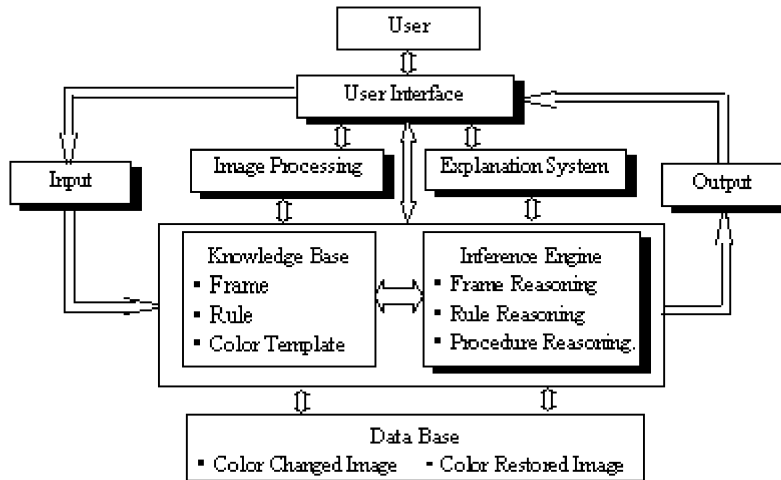 User
User Interface
Image Processing
Explanation System
Input
Output
Knowledge Base
▪ Frame
▪ Rule
▪ Color Template
Inference Engine
▪ Frame Reasoning
▪ Rule Reasoning
▪ Procedure Reasoning.
Data Base
▪ Color Changed Image ▪ Color Restored Image